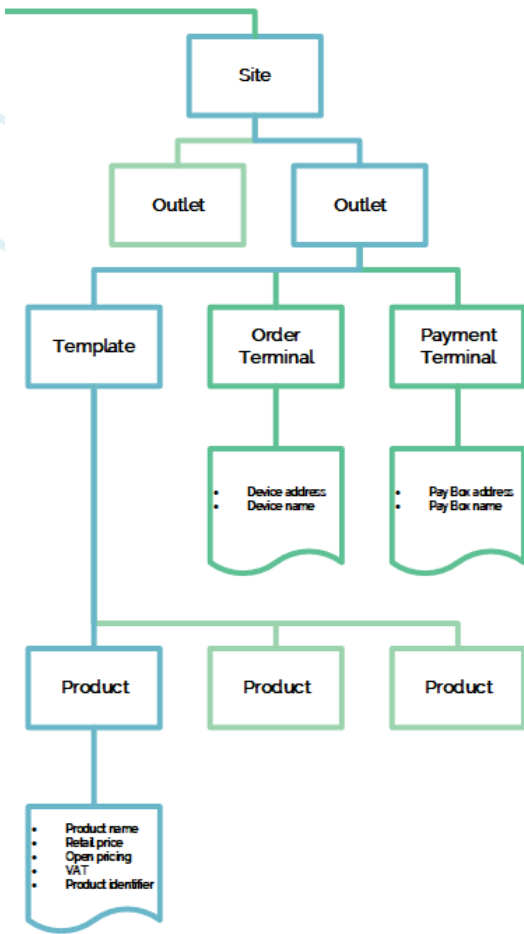 Site
Outlet
Outlet
Template
Order
Terminal
Payment
Terminal
• Device address
• Device name
• Pay Box address
• Pay Box name
Product
Product
Product
• Product name
• Retail price
• Open pricing
• VAT
• Product identifier